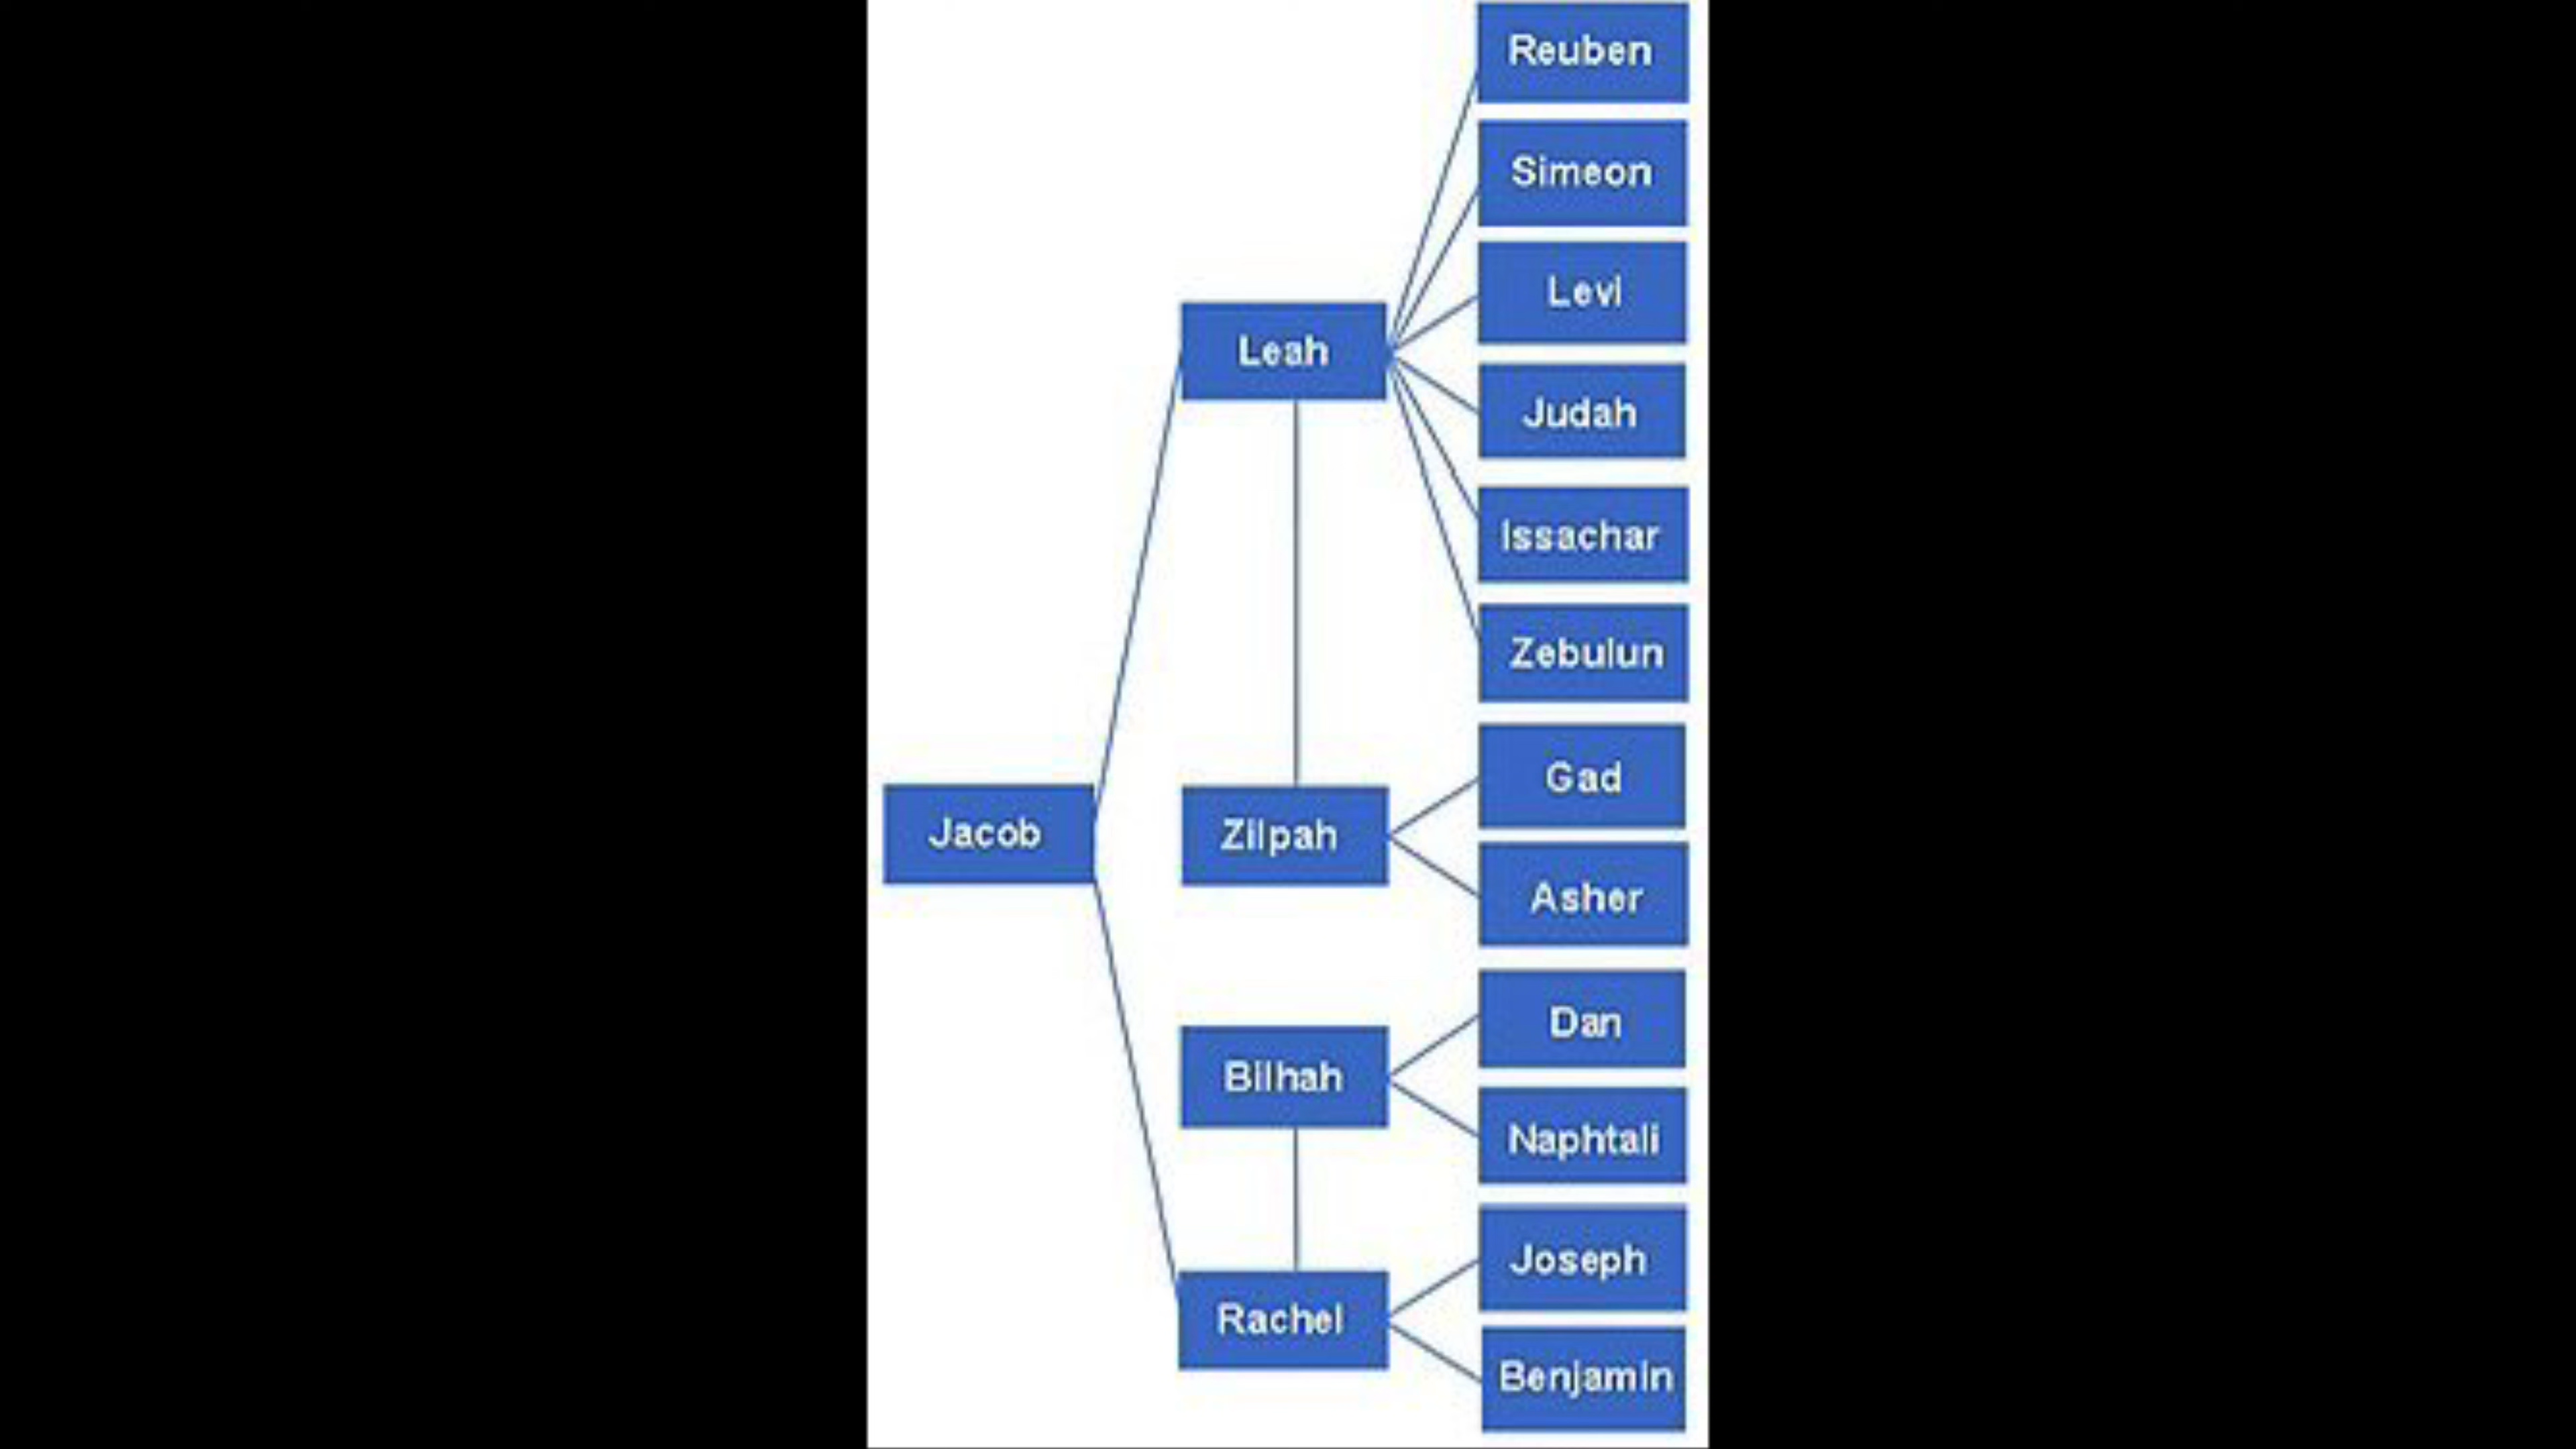 Reuben
Simeon
Levi
Leah
Judah
Issachar
Zebulun
Gad
Jacob
Zilpah
Asher
Dan
Bilhah
Naphtali
Joseph
Rachel
Benjamin